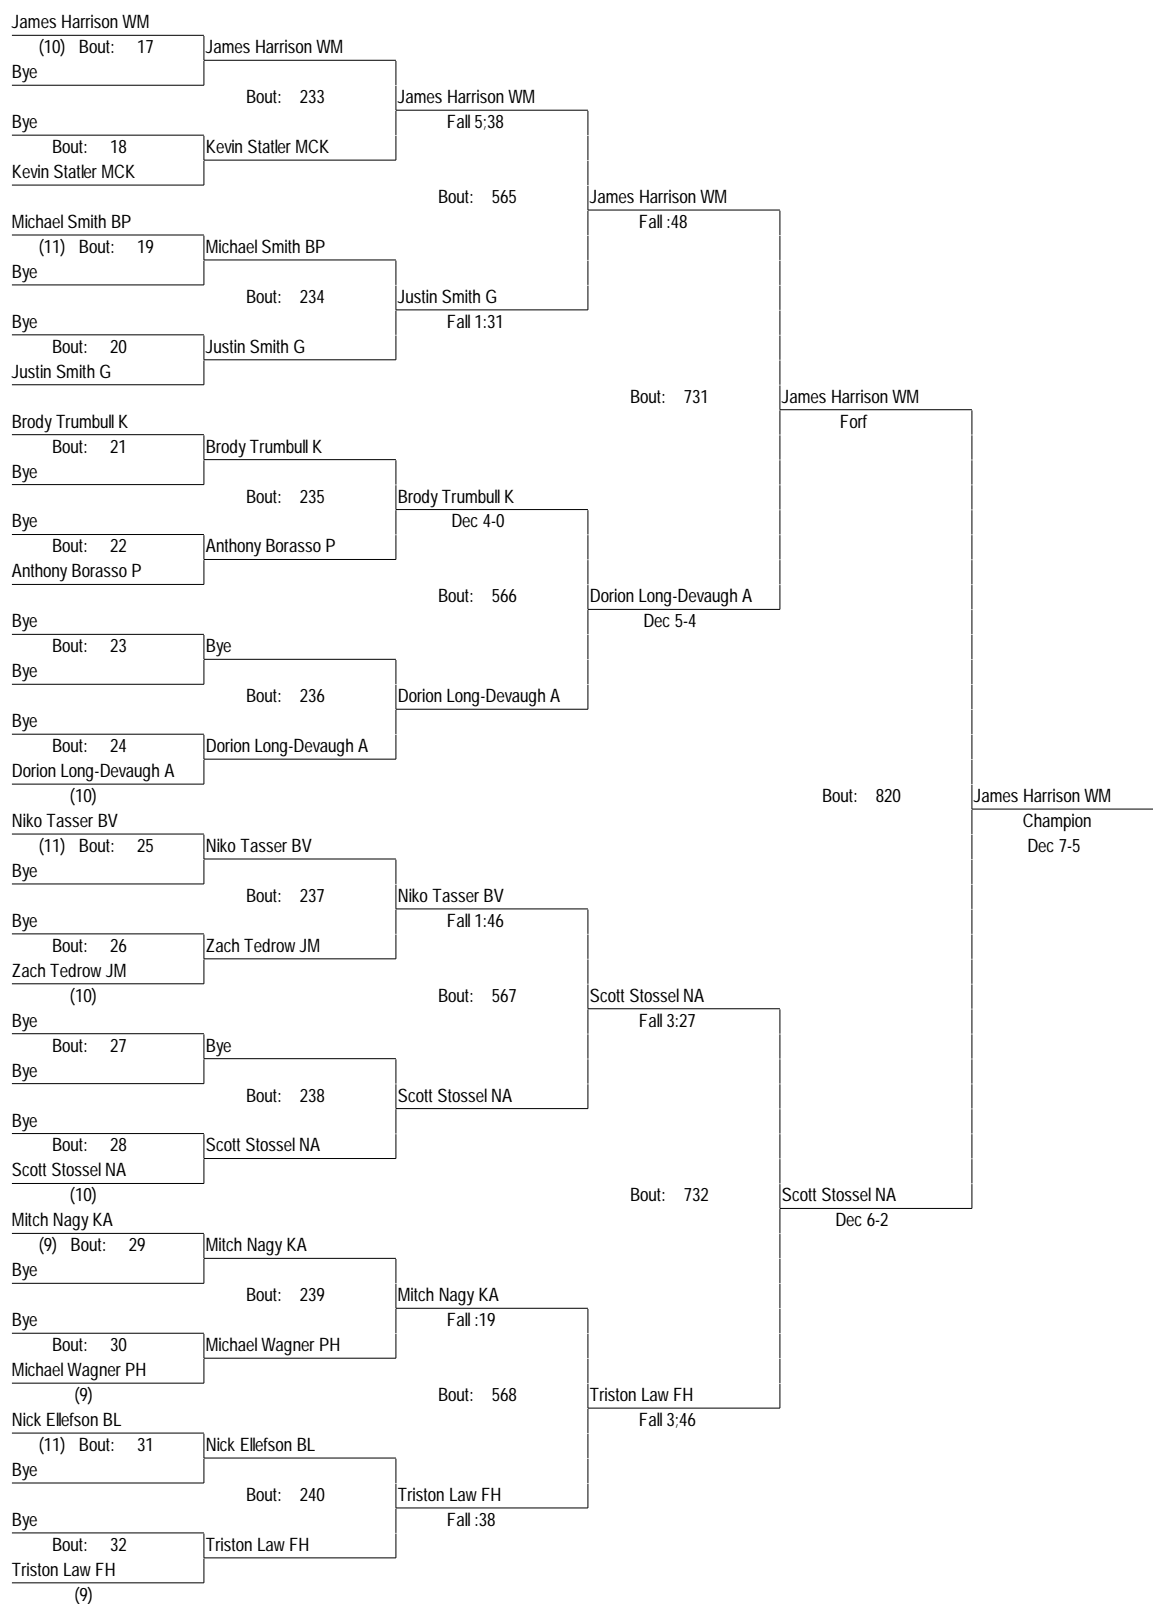 James Harrison WM
(10) Bout: 17 James Harrison WM
Bye
Bout: 233 James Harrison WM
Bye Fall 5;38
Bout: 18 Kevin Statler MCK
Kevin Statler MCK
Bout: 565 James Harrison WM
Michael Smith BP Fall :48
(11) Bout: 19 Michael Smith BP
Bye
Bout: 234 Justin Smith G
Bye Fall 1:31
Bout: 20 Justin Smith G
Justin Smith G
Bout: 731 James Harrison WM
Brody Trumbull K Forf
Bout: 21 Brody Trumbull K
Bye
Bout: 235 Brody Trumbull K
Bye Dec 4-0
Bout: 22 Anthony Borasso P
Anthony Borasso P
Bout: 566 Dorion Long-Devaugh A
Bye Dec 5-4
Bout: 23 Bye
Bye
Bout: 236 Dorion Long-Devaugh A
Bye
Bout: 24 Dorion Long-Devaugh A
Dorion Long-Devaugh A
(10) Bout: 820 James Harrison WM
Niko Tasser BV Champion
(11) Bout: 25 Niko Tasser BV Dec 7-5
Bye
Bout: 237 Niko Tasser BV
Bye Fall 1:46
Bout: 26 Zach Tedrow JM
Zach Tedrow JM
(10) Bout: 567 Scott Stossel NA
Bye Fall 3:27
Bout: 27 Bye
Bye
Bout: 238 Scott Stossel NA
Bye
Bout: 28 Scott Stossel NA
Scott Stossel NA
(10) Bout: 732 Scott Stossel NA
Mitch Nagy KA Dec 6-2
(9) Bout: 29 Mitch Nagy KA
Bye
Bout: 239 Mitch Nagy KA
Bye Fall :19
Bout: 30 Michael Wagner PH
Michael Wagner PH
(9) Bout: 568 Triston Law FH
Nick Ellefson BL Fall 3;46
(11) Bout: 31 Nick Ellefson BL
Bye
Bout: 240 Triston Law FH
Bye Fall :38
Bout: 32 Triston Law FH
Triston Law FH
(9)